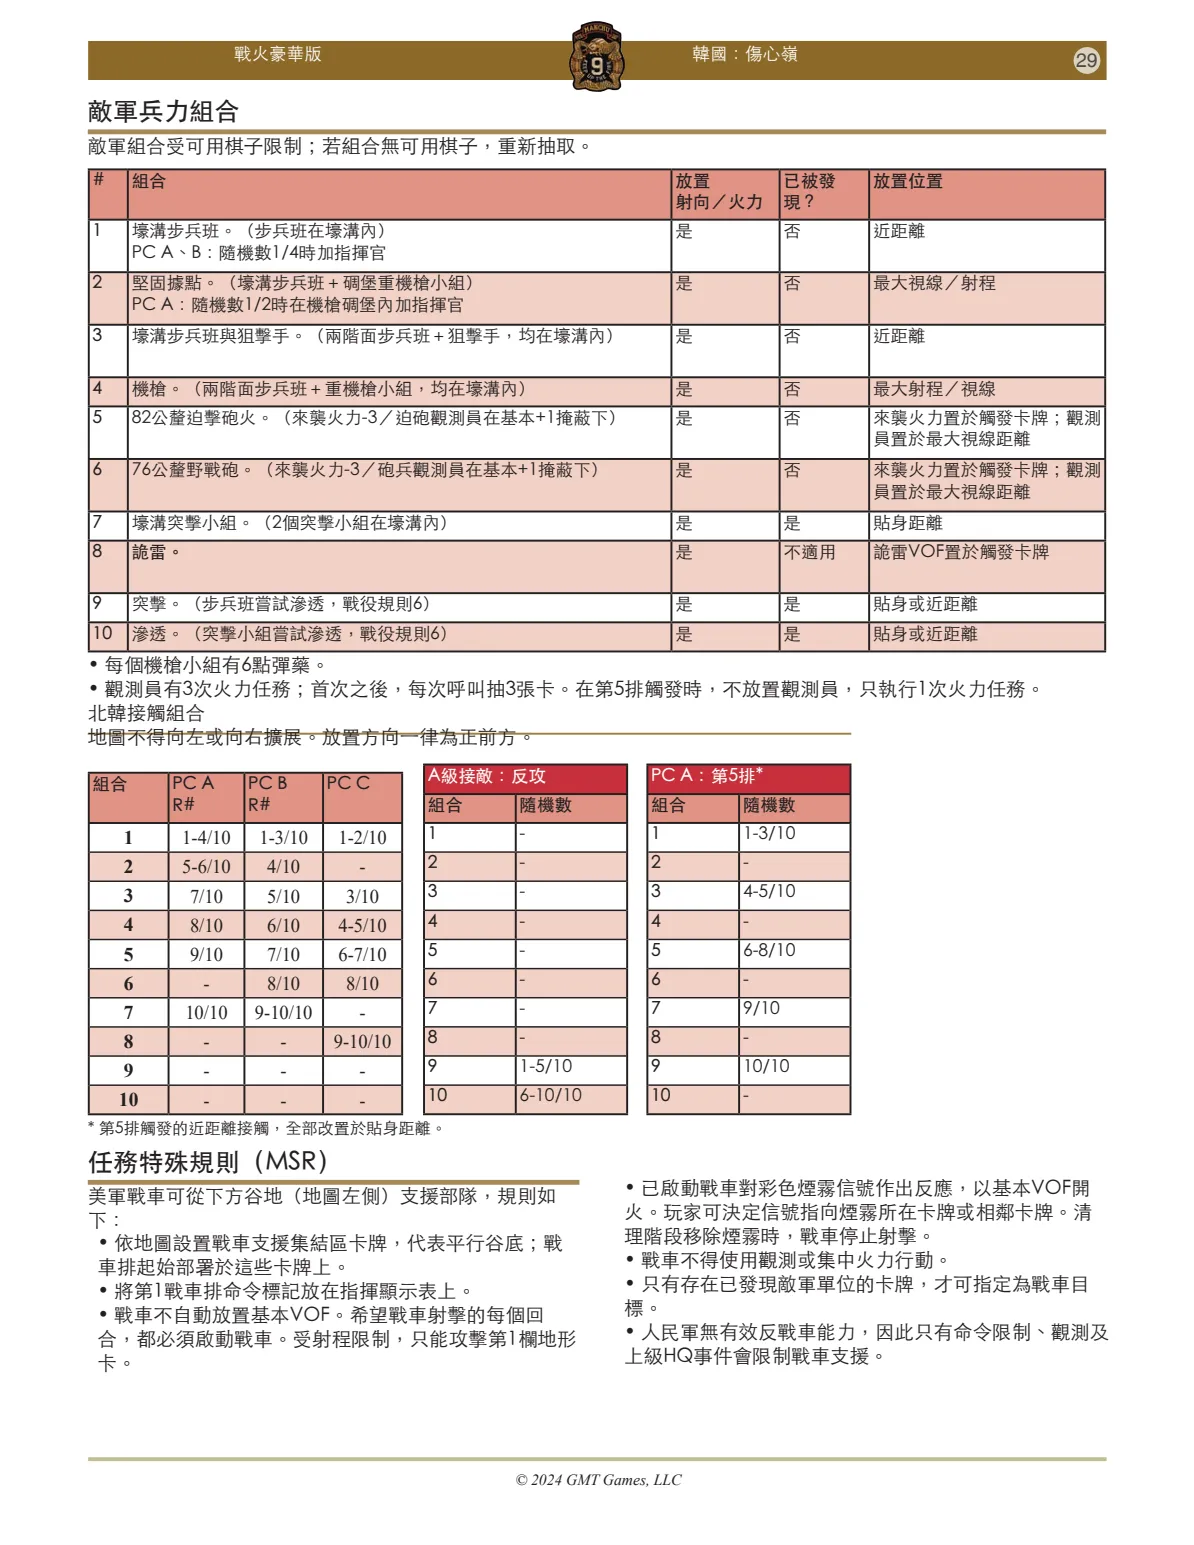 戰火豪華版
MANCHU
9
韓國：傷心嶺
29
敵軍兵力組合
敵軍組合受可用棋子限制；若組合無可用棋子，重新抽取。
# 組合 放置 已被發 放置位置
射向／火力 現？
1 壕溝步兵班。（步兵班在壕溝內） 是 否 近距離
PC A、B：隨機數1/4時加指揮官
2 堅固據點。（壕溝步兵班＋碉堡重機槍小組） 是 否 最大視線／射程
PC A：隨機數1/2時在機槍碉堡內加指揮官
3 壕溝步兵班與狙擊手。（兩階面步兵班＋狙擊手，均在壕溝內） 是 否 近距離
4 機槍。（兩階面步兵班＋重機槍小組，均在壕溝內） 是 否 最大射程／視線
5 82公釐迫擊砲火。（來襲火力-3／迫砲觀測員在基本+1掩蔽下） 是 否 來襲火力置於觸發卡牌；觀測
員置於最大視線距離
6 76公釐野戰砲。（來襲火力-3／砲兵觀測員在基本+1掩蔽下） 是 否 來襲火力置於觸發卡牌；觀測
員置於最大視線距離
7 壕溝突擊小組。（2個突擊小組在壕溝內） 是 是 貼身距離
8 詭雷。 是 不適用 詭雷VOF置於觸發卡牌
9 突擊。（步兵班嘗試滲透，戰役規則6） 是 是 貼身或近距離
10 滲透。（突擊小組嘗試滲透，戰役規則6） 是 是 貼身或近距離
• 每個機槍小組有6點彈藥。
• 觀測員有3次火力任務；首次之後，每次呼叫抽3張卡。在第5排觸發時，不放置觀測員，只執行1次火力任務。
北韓接觸組合
地圖不得向左或向右擴展。放置方向一律為正前方。
組合 PC A PC B PC C
R# R#
1 1-4/10 1-3/10 1-2/10
2 5-6/10 4/10 -
3 7/10 5/10 3/10
4 8/10 6/10 4-5/10
5 9/10 7/10 6-7/10
6 - 8/10 8/10
7 10/10 9-10/10 -
8 - - 9-10/10
9 - - -
10 - - -
A級接敵：反攻
組合 隨機數
1 -
2 -
3 -
4 -
5 -
6 -
7 -
8 -
9 1-5/10
10 6-10/10
PC A：第5排*
組合 隨機數
1 1-3/10
2 -
3 4-5/10
4 -
5 6-8/10
6 -
7 9/10
8 -
9 10/10
10 -
* 第5排觸發的近距離接觸，全部改置於貼身距離。
任務特殊規則（MSR）
美軍戰車可從下方谷地（地圖左側）支援部隊，規則如
下：
• 依地圖設置戰車支援集結區卡牌，代表平行谷底；戰
車排起始部署於這些卡牌上。
• 將第1戰車排命令標記放在指揮顯示表上。
• 戰車不自動放置基本VOF。希望戰車射擊的每個回
合，都必須啟動戰車。受射程限制，只能攻擊第1欄地形
卡。
• 已啟動戰車對彩色煙霧信號作出反應，以基本VOF開
火。玩家可決定信號指向煙霧所在卡牌或相鄰卡牌。清
理階段移除煙霧時，戰車停止射擊。
• 戰車不得使用觀測或集中火力行動。
• 只有存在已發現敵軍單位的卡牌，才可指定為戰車目
標。
• 人民軍無有效反戰車能力，因此只有命令限制、觀測及
上級HQ事件會限制戰車支援。
© 2024 GMT Games, LLC